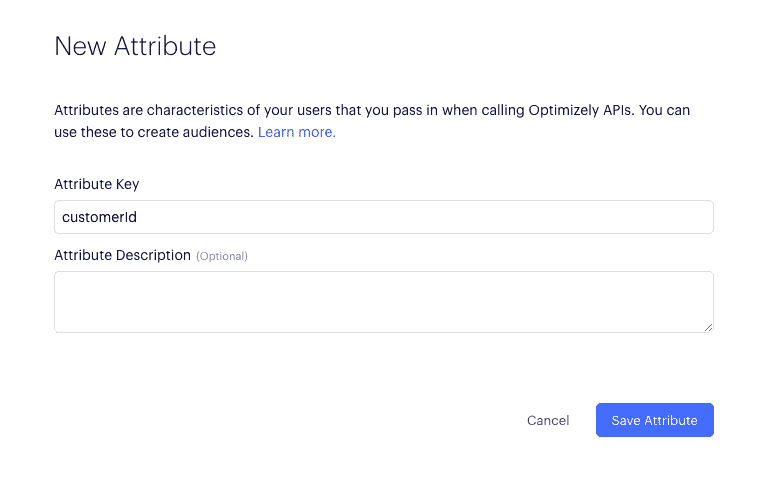 New Attribute
Attributes are characteristics of your users that you pass in when calling Optimizely APIs. You can
use these to create audiences. Learn more.
Attribute Key
customerId
Attribute Description (Optional)
Cancel
Save Attribute